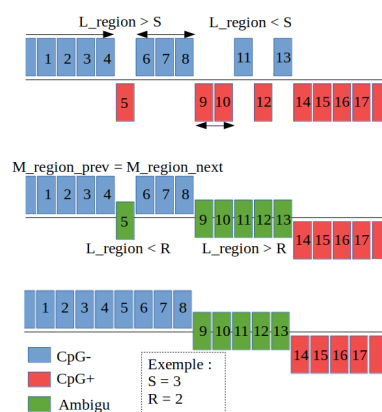 L_region > S L_region < S
1 2 3 4 6 7 8 11 13
5 9 10 12 14 15 16 17
M_region_prev = M_region_next
1 2 3 4 6 7 8
5 9 10 11 12 13
14 15 16 17
L_region < R L_region > R
1 2 3 4 5 6 7 8
9 10 11 12 13
14 15 16 17
CpG-
CpG+
Ambigu
Exemple :
S = 3
R = 2